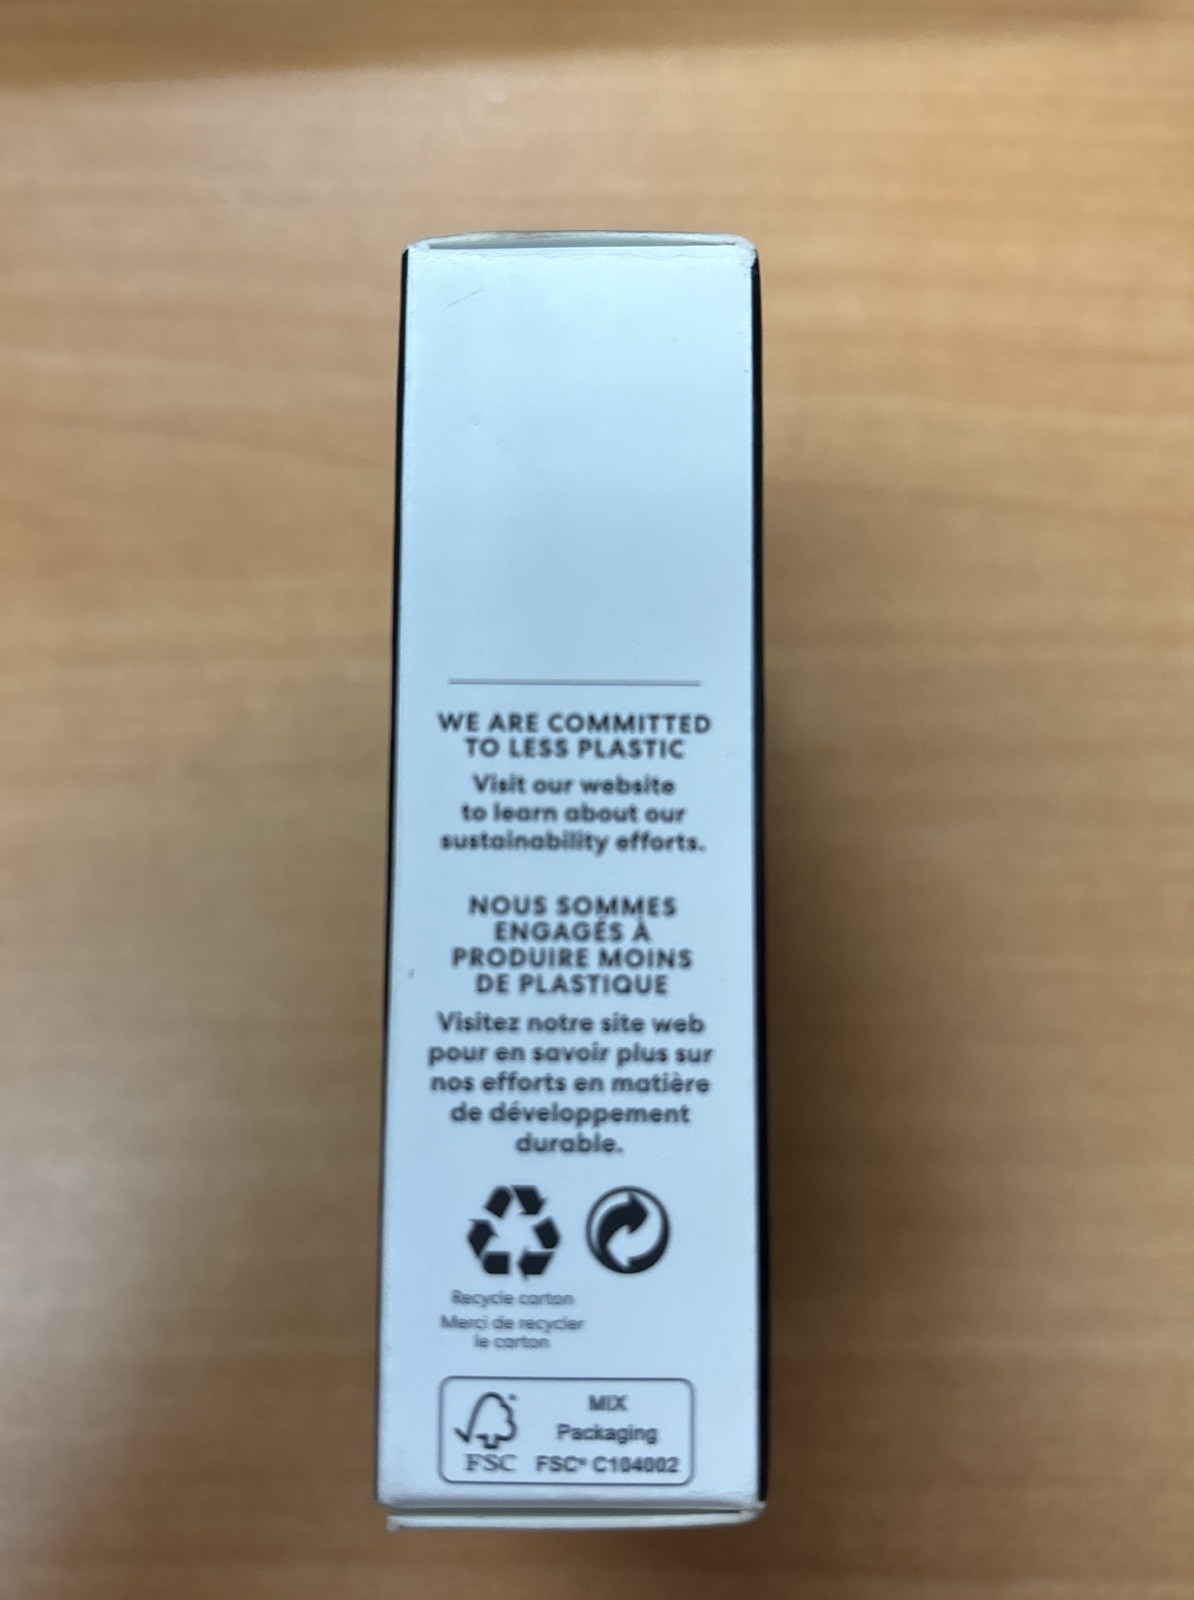 WE ARE COMMITTED
TO LESS PLASTIC
Visit our website
to learn about our
sustainability efforts.
NOUS SOMMES
ENGAGÉS À
PRODUIRE MOINS
DE PLASTIQUE
Visitez notre site web
pour en savoir plus sur
nos efforts en matière
de développement
durable.
Recycle carton
Merci de recycler
le carton
FSC
MIX
Packaging
FSC® C104002